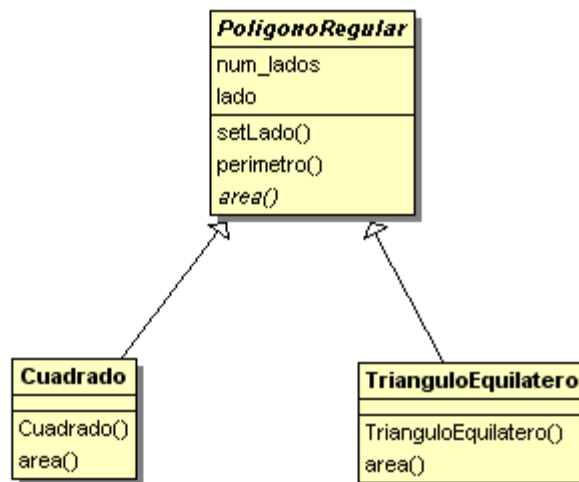 PoligonoRegular
num_lados
lado
setLado()
perimetro()
area()
Cuadrado
Cuadrado()
area()
TrianguloEquilatero
TrianguloEquilatero()
area()